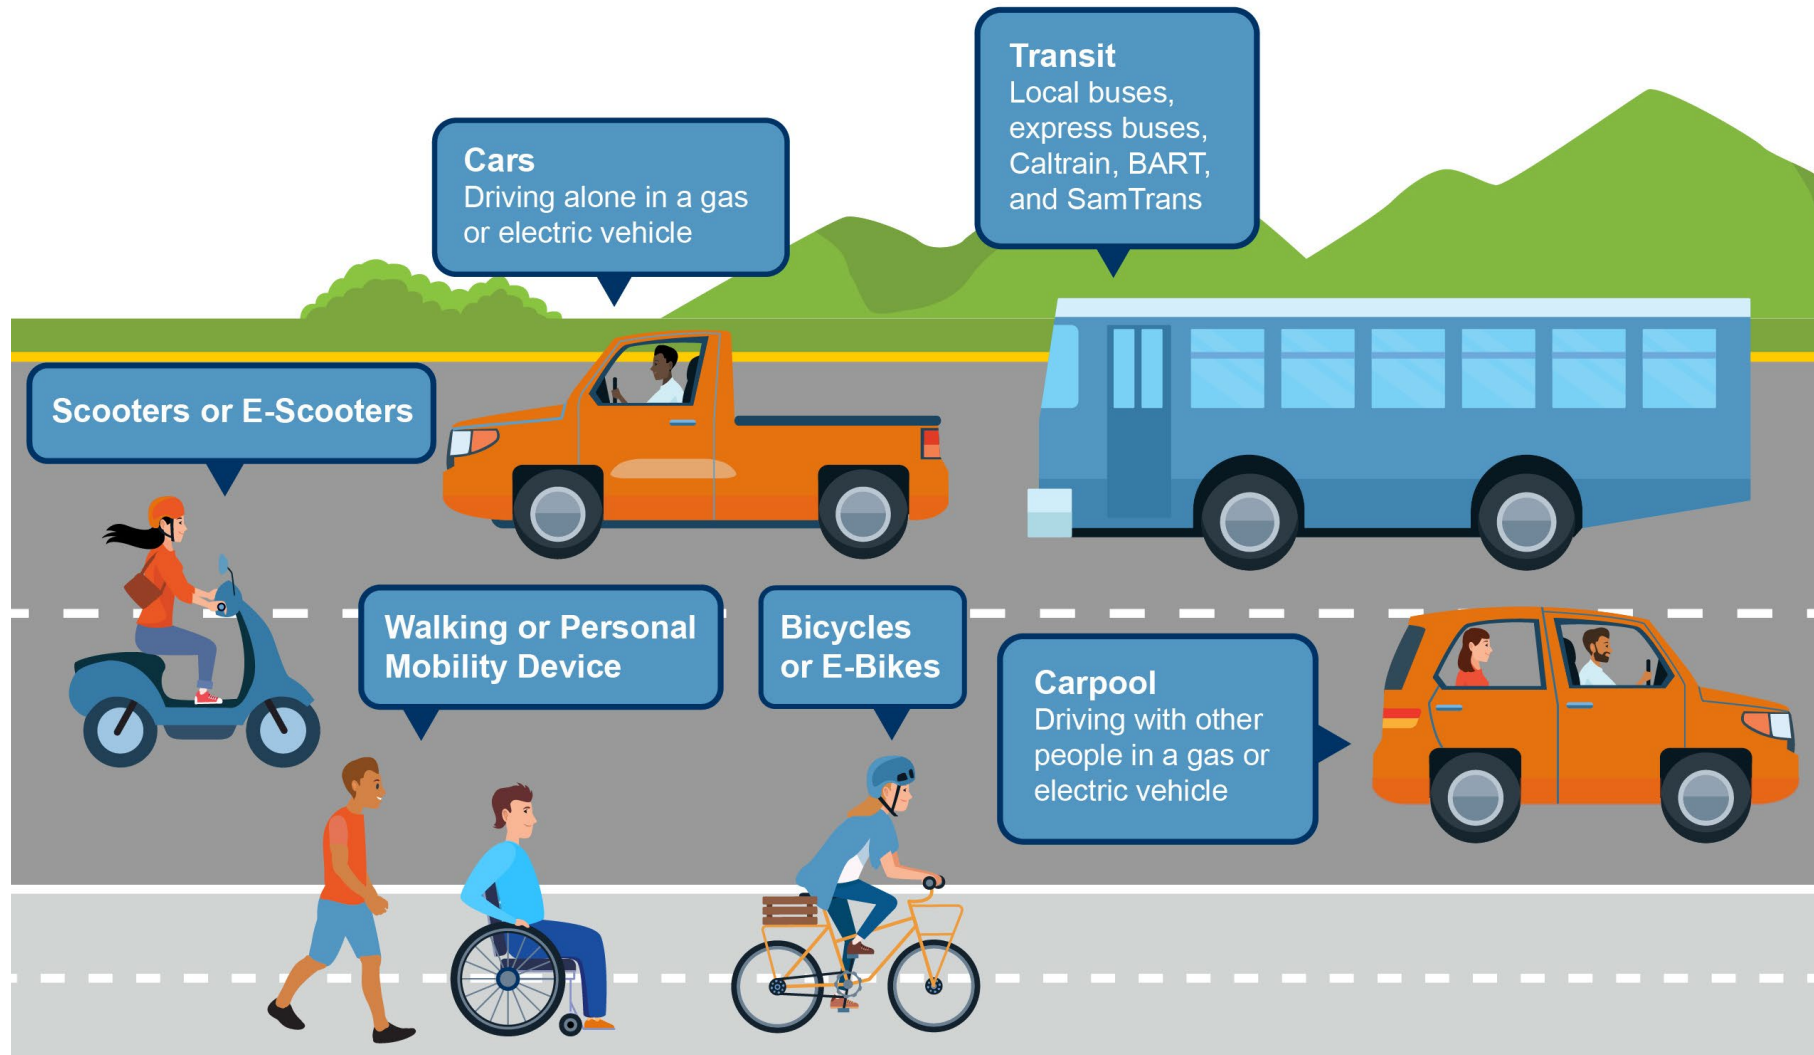 Transit
Local buses,
express buses,
Caltrain, BART,
and SamTrans
Cars
Driving alone in a gas
or electric vehicle
Scooters or E-Scooters
Walking or Personal
Mobility Device
Bicycles
or E-Bikes
Carpool
Driving with other
people in a gas or
electric vehicle